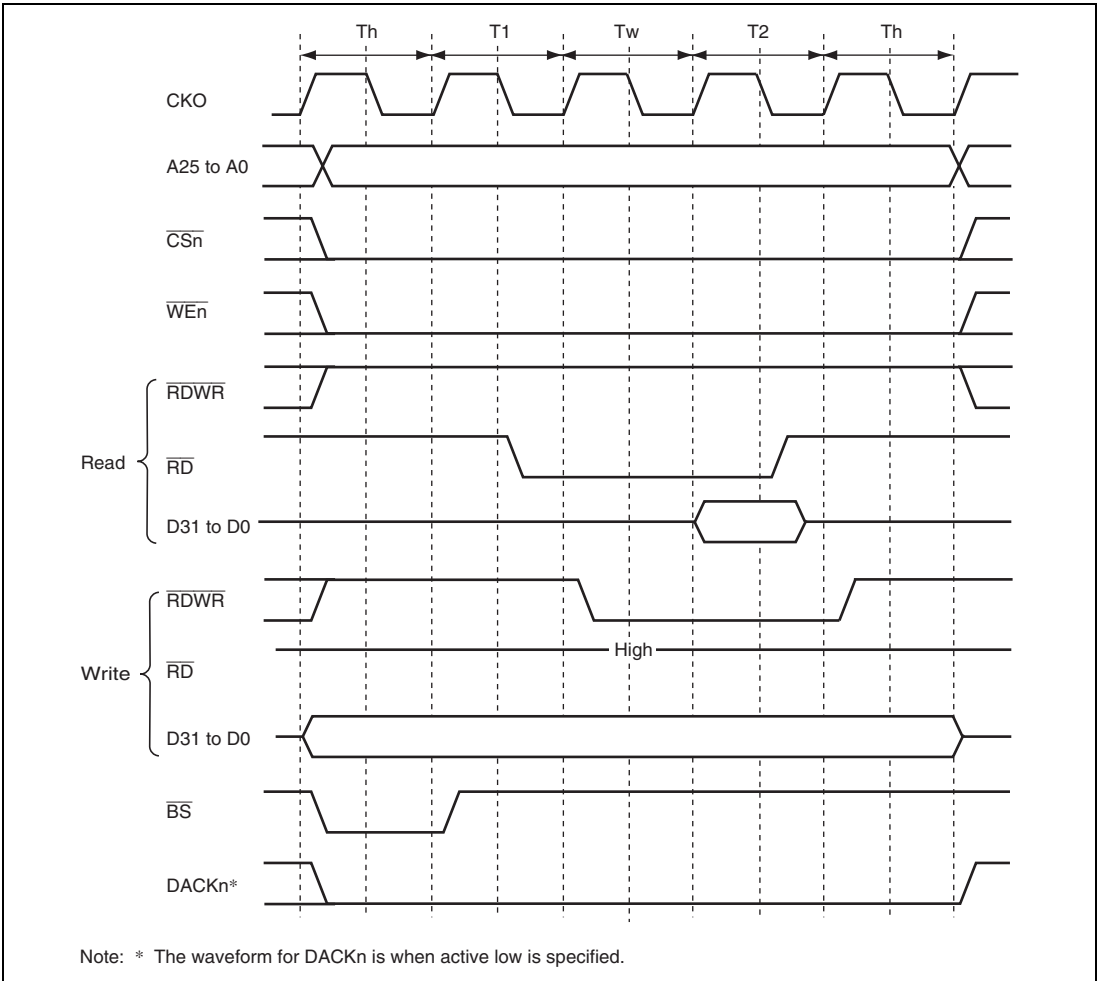 Th T1 Tw T2 Th
CKO
A25 to A0
CSn
WEn
RDWR
Read
RD
D31 to D0
RDWR
High
Write
RD
D31 to D0
BS
DACKn*
Note: * The waveform for DACKn is when active low is specified.